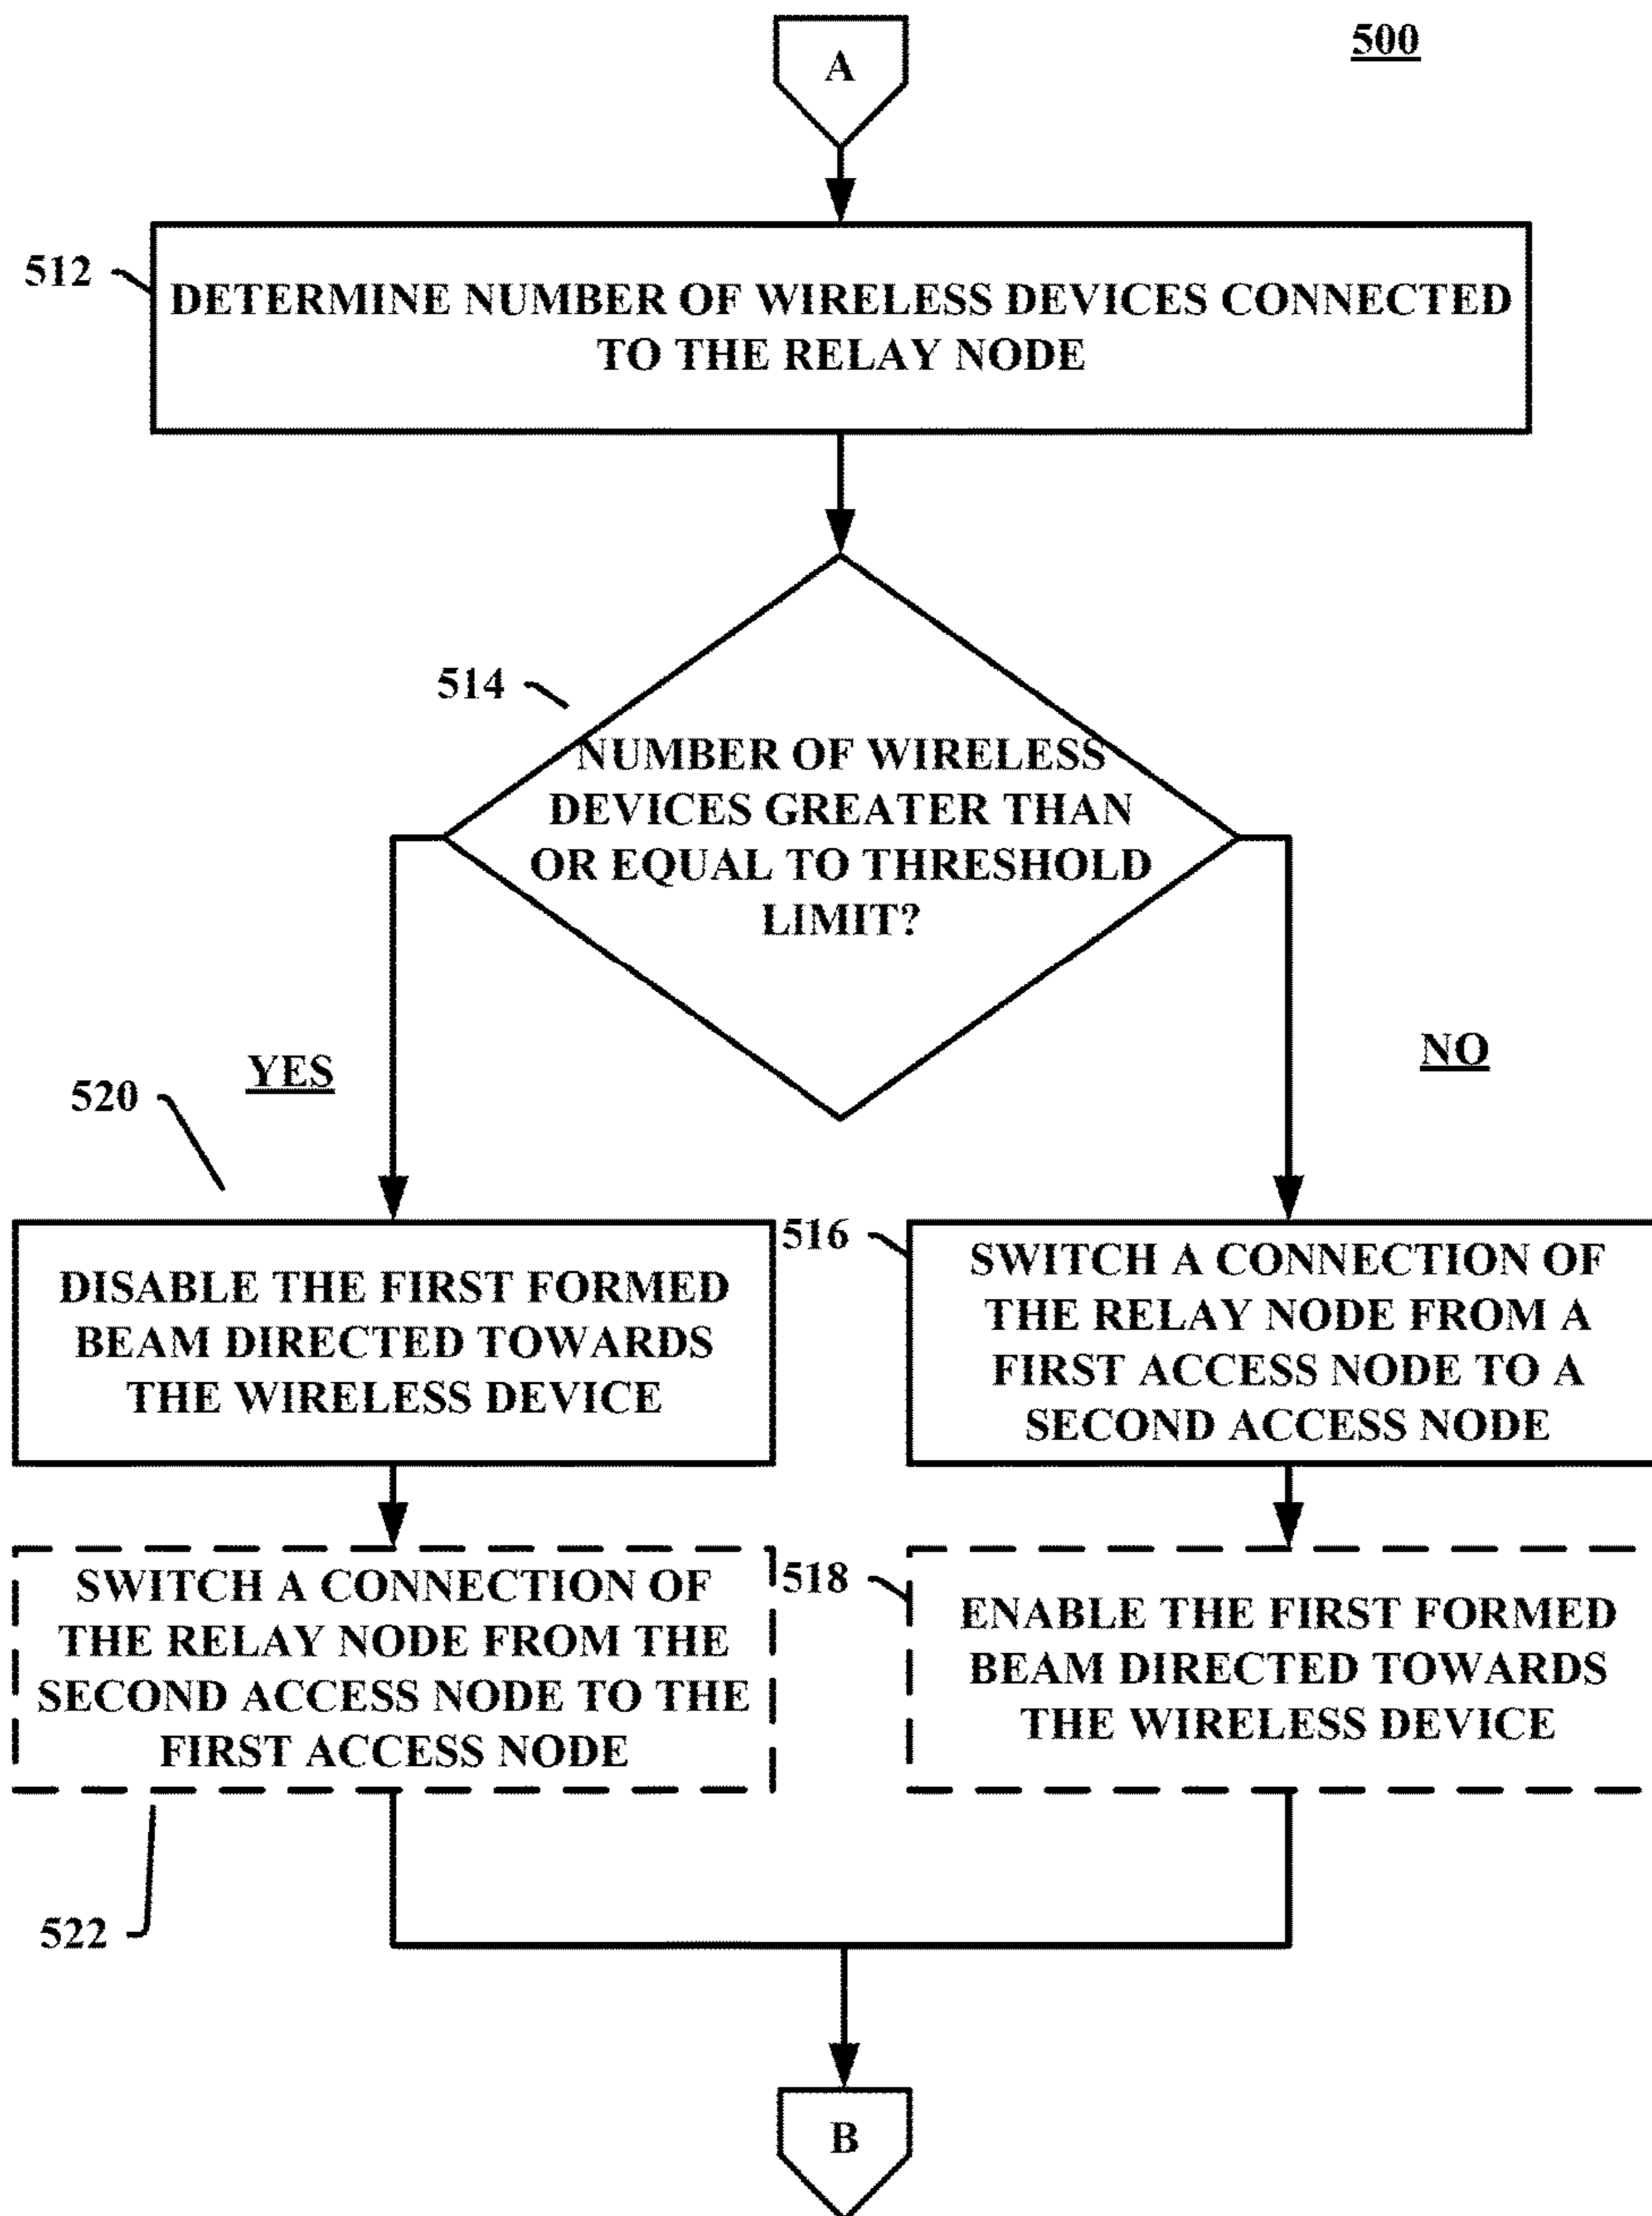 500
A
512
DETERMINE NUMBER OF WIRELESS DEVICES CONNECTED
TO THE RELAY NODE
514
NUMBER OF WIRELESS
DEVICES GREATER THAN
OR EQUAL TO THRESHOLD
LIMIT?
YES
NO
520
DISABLE THE FIRST FORMED
BEAM DIRECTED TOWARDS
THE WIRELESS DEVICE
516
SWITCH A CONNECTION OF
THE RELAY NODE FROM A
FIRST ACCESS NODE TO A
SECOND ACCESS NODE
SWITCH A CONNECTION OF
THE RELAY NODE FROM THE
SECOND ACCESS NODE TO THE
FIRST ACCESS NODE
518
ENABLE THE FIRST FORMED
BEAM DIRECTED TOWARDS
THE WIRELESS DEVICE
522
B